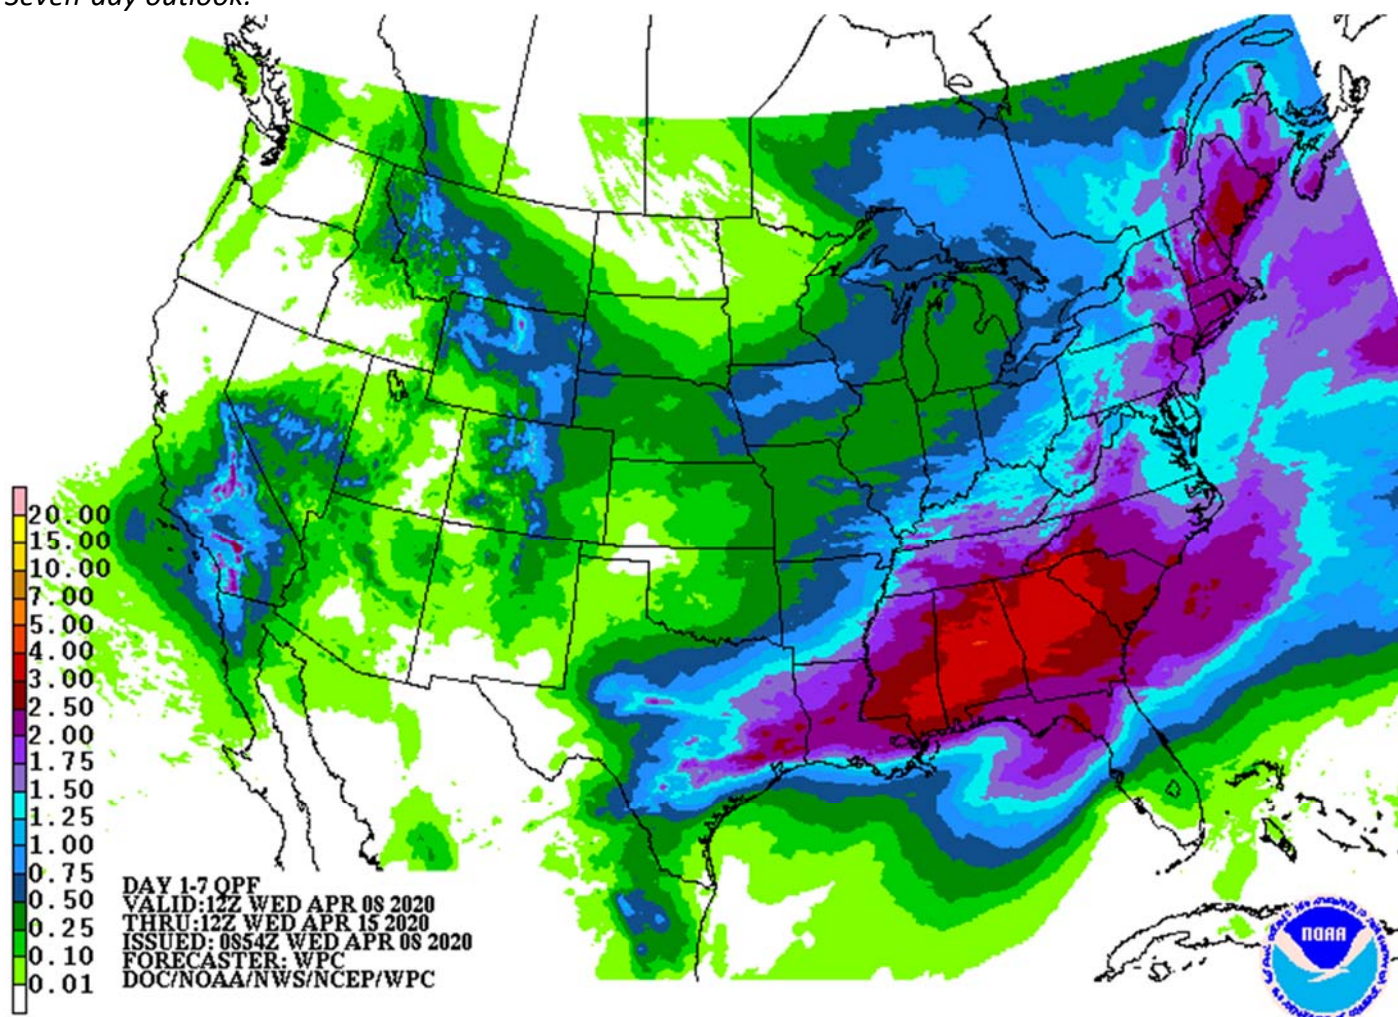 Seven-day outlook:
20.00
15.00
10.00
7.00
5.00
4.00
3.00
2.50
2.00
1.75
1.50
1.25
1.00
0.75
0.50
0.25
0.10
0.01
DAY 1-7 QPF
VALID:12Z WED APR 08 2020
THRU:12Z WED APR 15 2020
ISSUED: 0854Z WED APR 08 2020
FORECASTER: WPC
DOC/NOAA/NWS/NCEP/WPC
NOAA